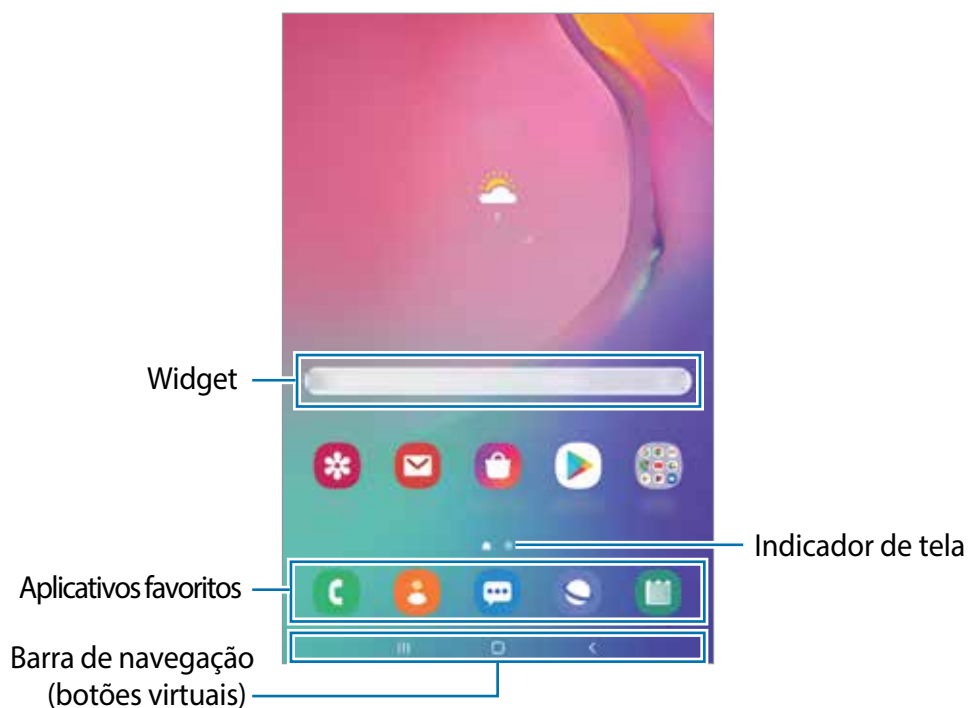 Widget
Indicador de tela
Aplicativos favoritos
Barra de navegação
(botões virtuais)